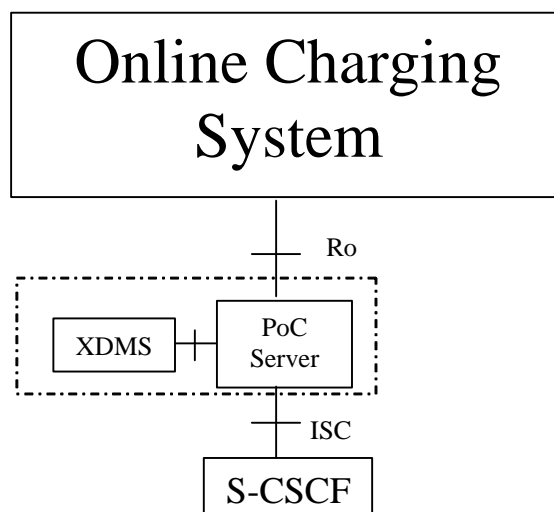 Online Charging
System
Ro
XDMS
PoC
Server
ISC
S-CSCF